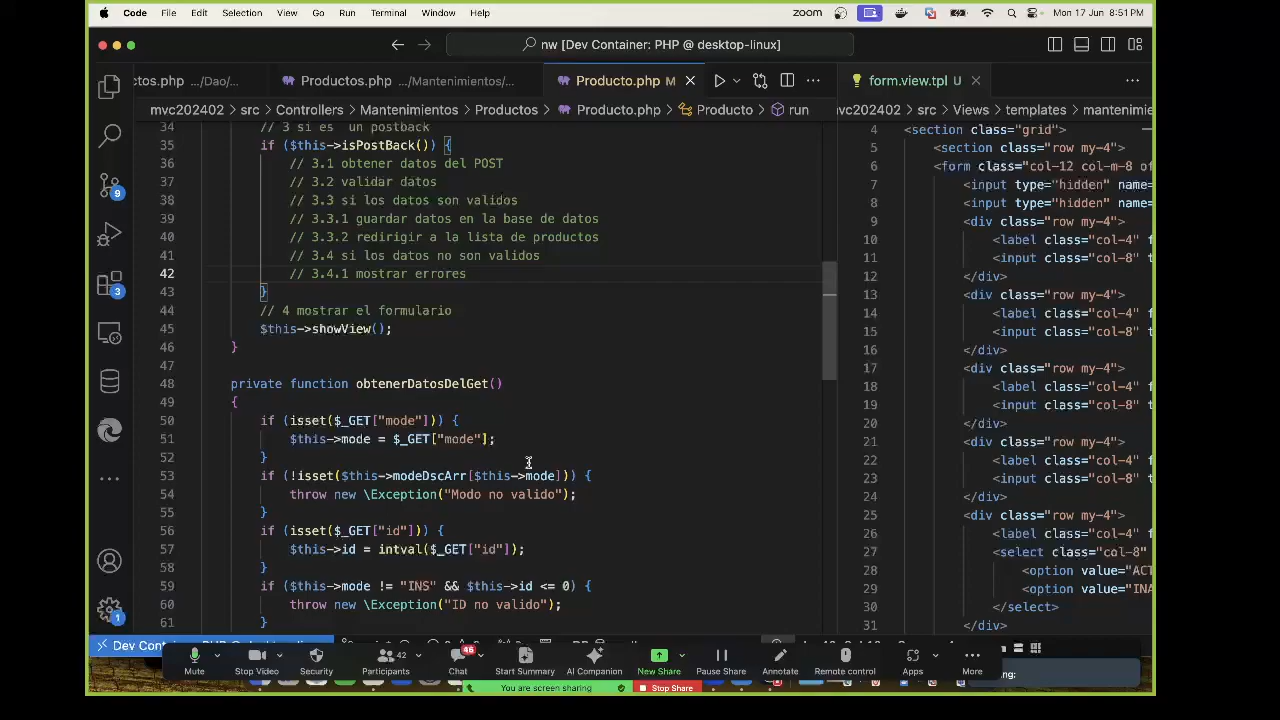 Code File Edit Selection View Go Run Terminal Window Help zoom Mon 17 Jun 8:51 PM
nw [Dev Container: PHP @ desktop-linux]
ctos.php .../Dao/... Productos.php .../Mantenimientos/... Producto.php M form.view.tpl U
mvc202402 > src > Controllers > Mantenimientos > Productos > Producto.php > Producto > run
34 // 3 si es un postback
35 if ($this->isPostBack()) {
36 // 3.1 obtener datos del POST
37 // 3.2 validar datos
38 // 3.3 si los datos son validos
39 // 3.3.1 guardar datos en la base de datos
40 // 3.3.2 redirigir a la lista de productos
41 // 3.4 si los datos no son validos
42 // 3.4.1 mostrar errores
43 }
44 // 4 mostrar el formulario
45 $this->showView();
46 }
47
48 private function obtenerDatosDelGet()
49 {
50 if (isset($_GET["mode"])) {
51 $this->mode = $_GET["mode"];
52 }
53 if (!isset($this->modeDscArr[$this->mode])) {
54 throw new \Exception("Modo no valido");
55 }
56 if (isset($_GET["id"])) {
57 $this->id = intval($_GET["id"]);
58 }
59 if ($this->mode != "INS" && $this->id <= 0) {
60 throw new \Exception("ID no valido");
61 }
vc202402 > src > Views > templates > mantenimie
4 <section class="grid">
5 <section class="row my-4">
6 <form class="col-12 col-m-8 of
7 <input type="hidden" name=
8 <input type="hidden" name=
9 <div class="row my-4">
10 <label class="col-4" f
11 <input class="col-8" t
12 </div>
13 <div class="row my-4">
14 <label class="col-4" f
15 <input class="col-8" t
16 </div>
17 <div class="row my-4">
18 <label class="col-4" f
19 <input class="col-8" t
20 </div>
21 <div class="row my-4">
22 <label class="col-4" f
23 <input class="col-8" t
24 </div>
25 <div class="row my-4">
26 <label class="col-4" f
27 <select class="col-8"
28 <option value="AC
29 <option value="INA
30 </select>
31 </div>
9
3
1
Dev Cont
46
42
Mute Stop Video Security Participants Chat Start Summary AI Companion New Share Pause Share Annotate Remote control Apps More
You are screen sharing Stop Share